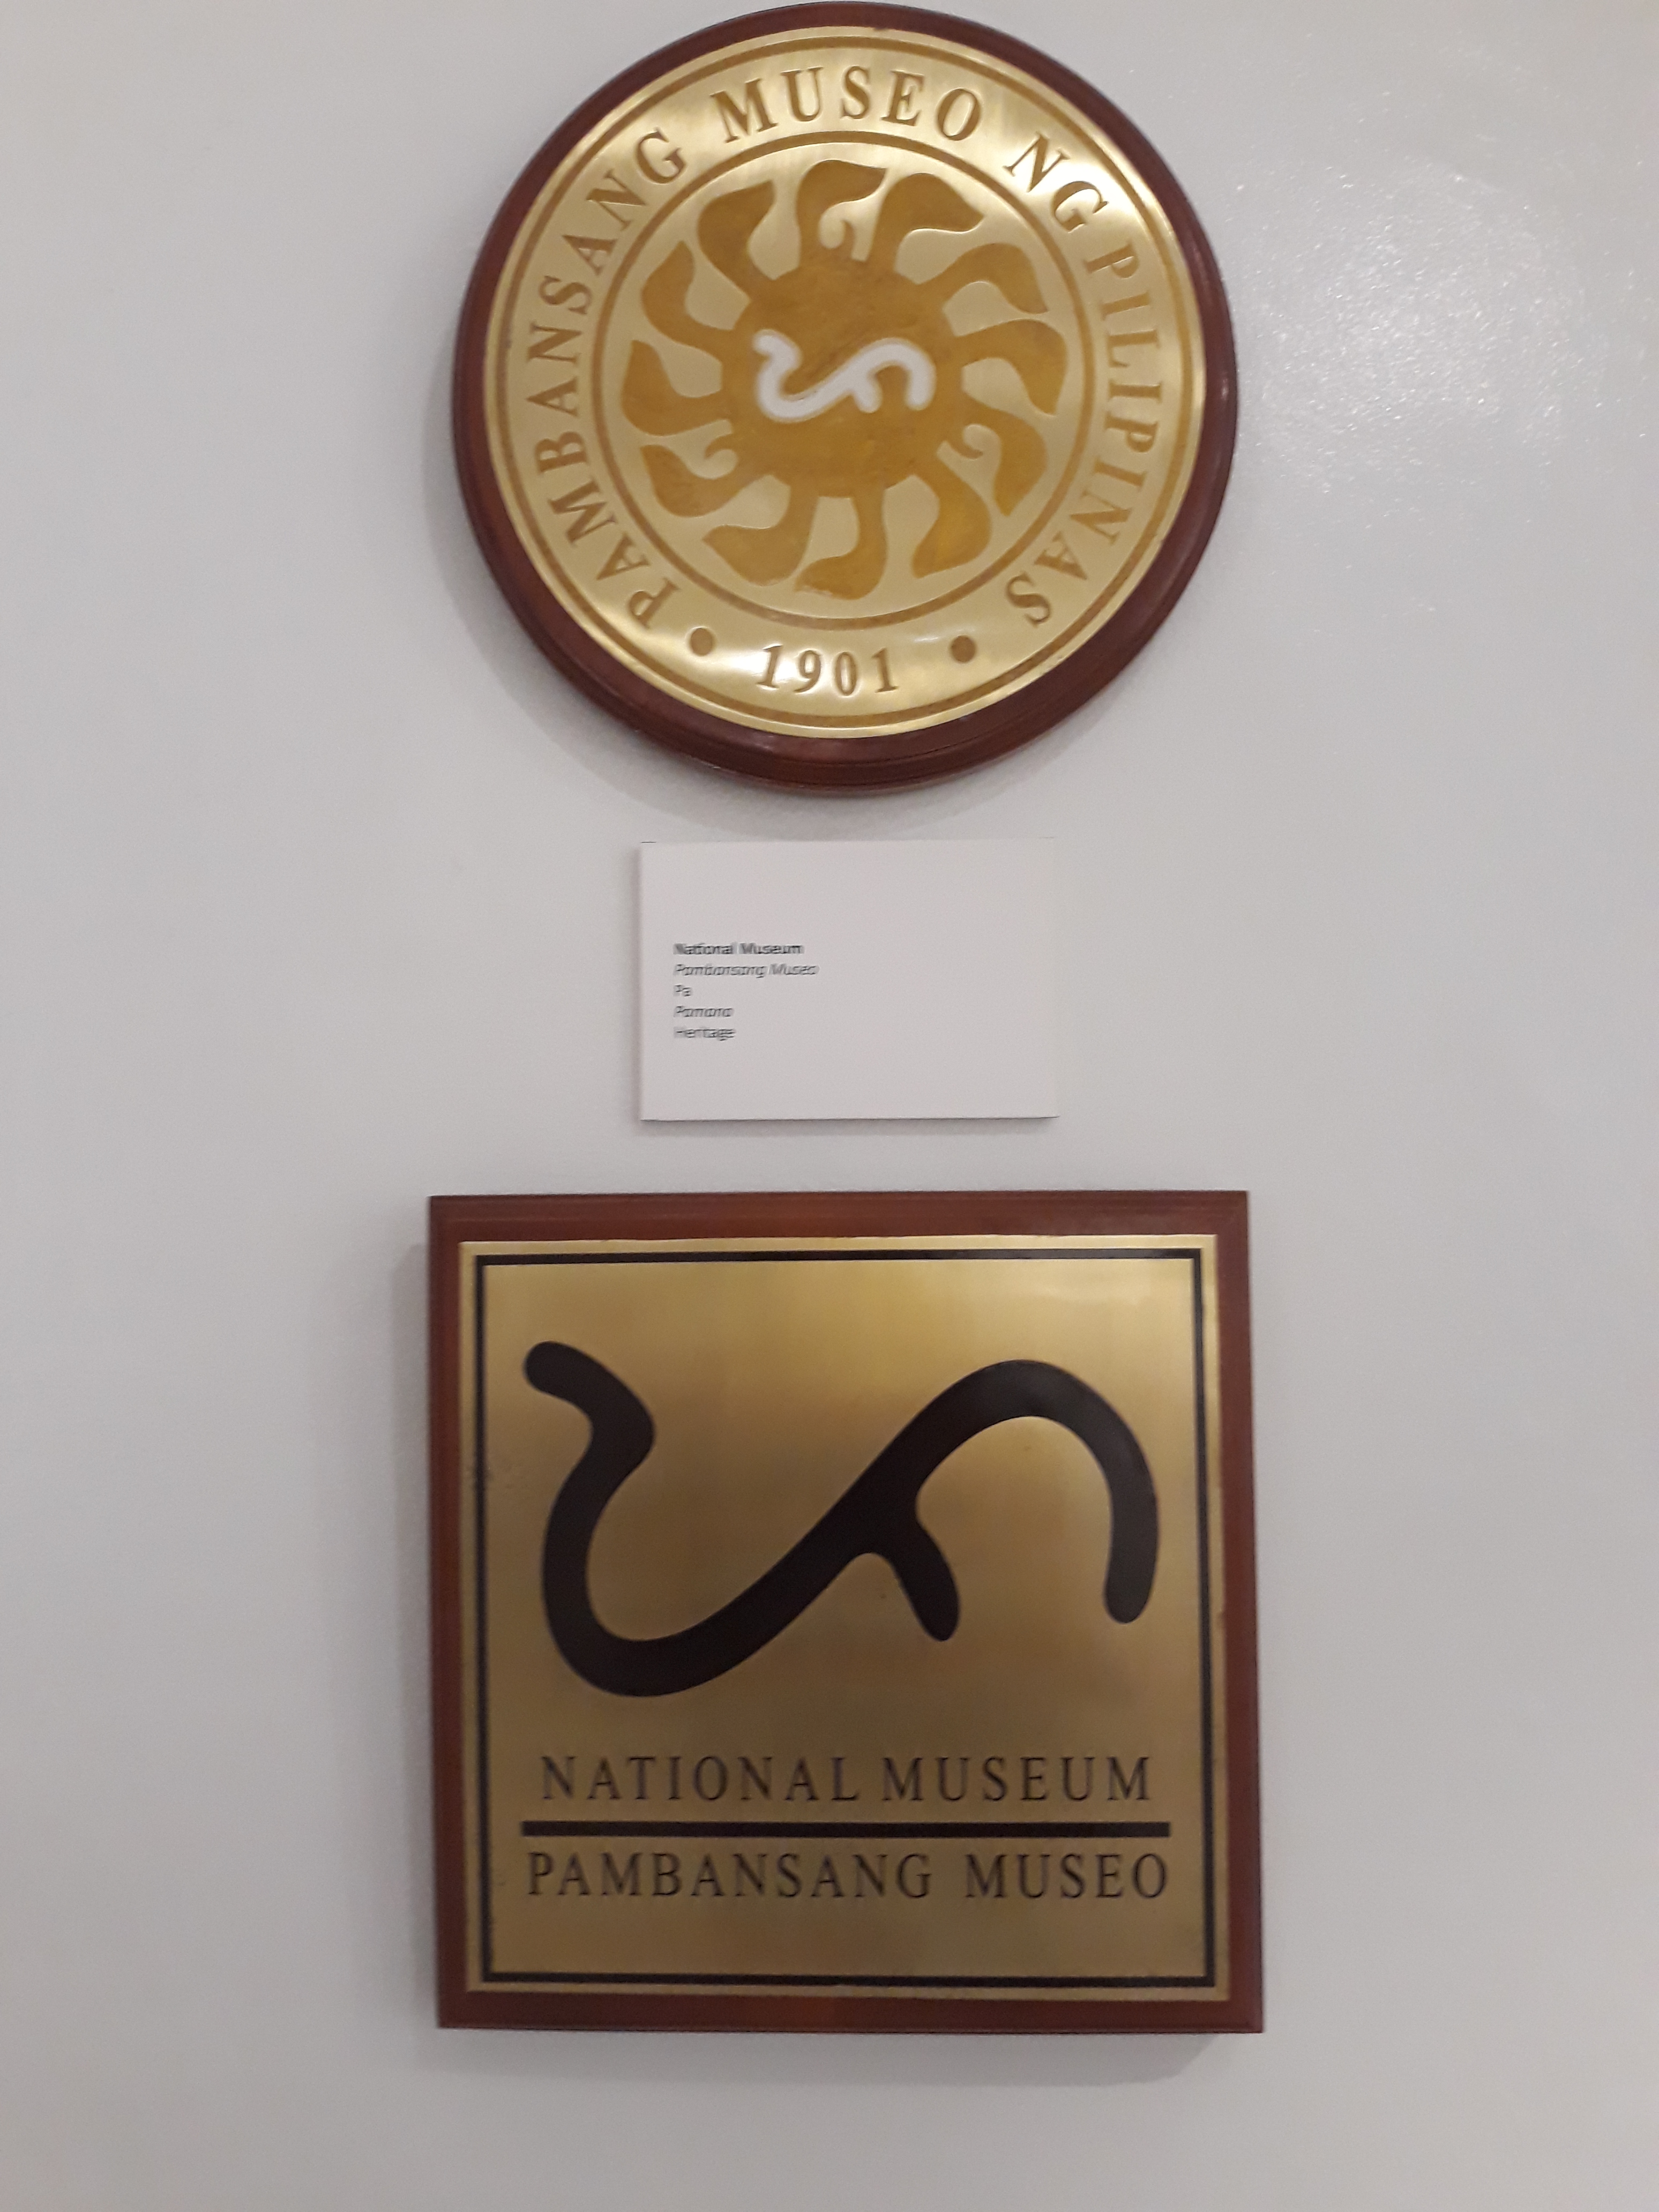 PAMBANSANG MUSEO NG PILIPINAS
• 1901 •
ᜉ
National Museum
Pambansang Museo
Pa
Pamana
Heritage
ᜉ
NATIONAL MUSEUM
PAMBANSANG MUSEO